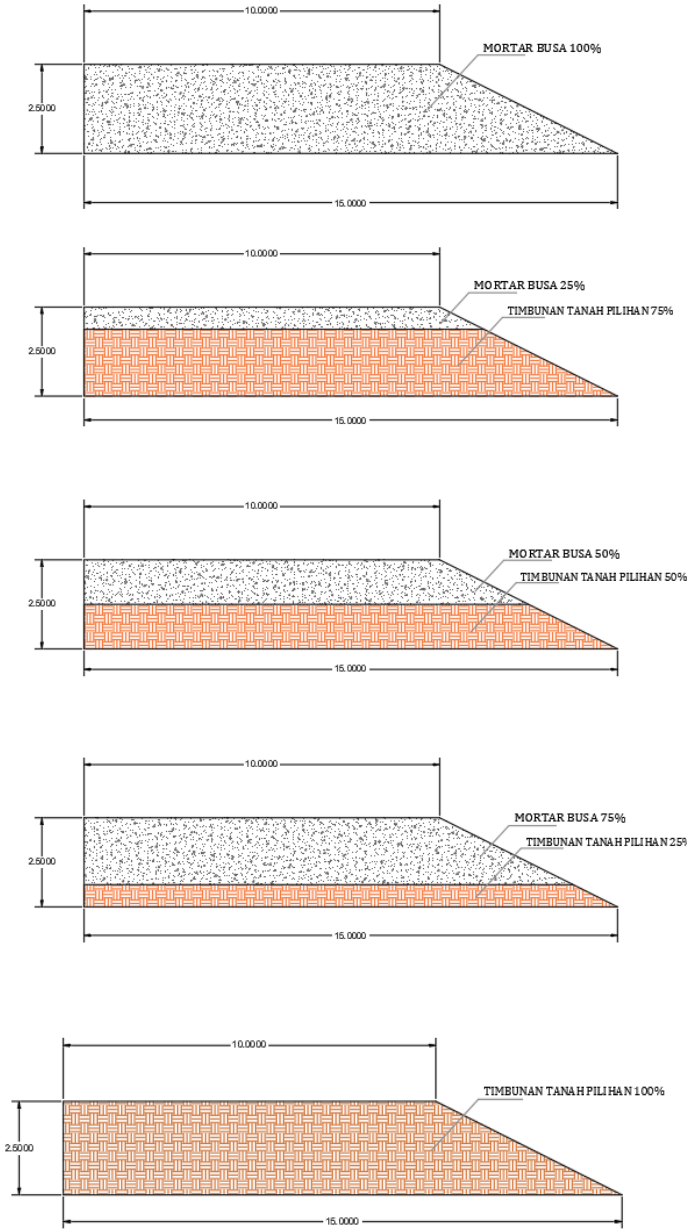 10.0000
MORTAR BUSA 100%
2.5000
15.0000
10.0000
MORTAR BUSA 25%
TIMBUNAN TANAH PILIHAN 75%
2.5000
15.0000
10.0000
MORTAR BUSA 50%
TIMBUNAN TANAH PILIHAN 50%
2.5000
15.0000
10.0000
MORTAR BUSA 75%
TIMBUNAN TANAH PILIHAN 25%
2.5000
15.0000
10.0000
TIMBUNAN TANAH PILIHAN 100%
2.5000
15.0000